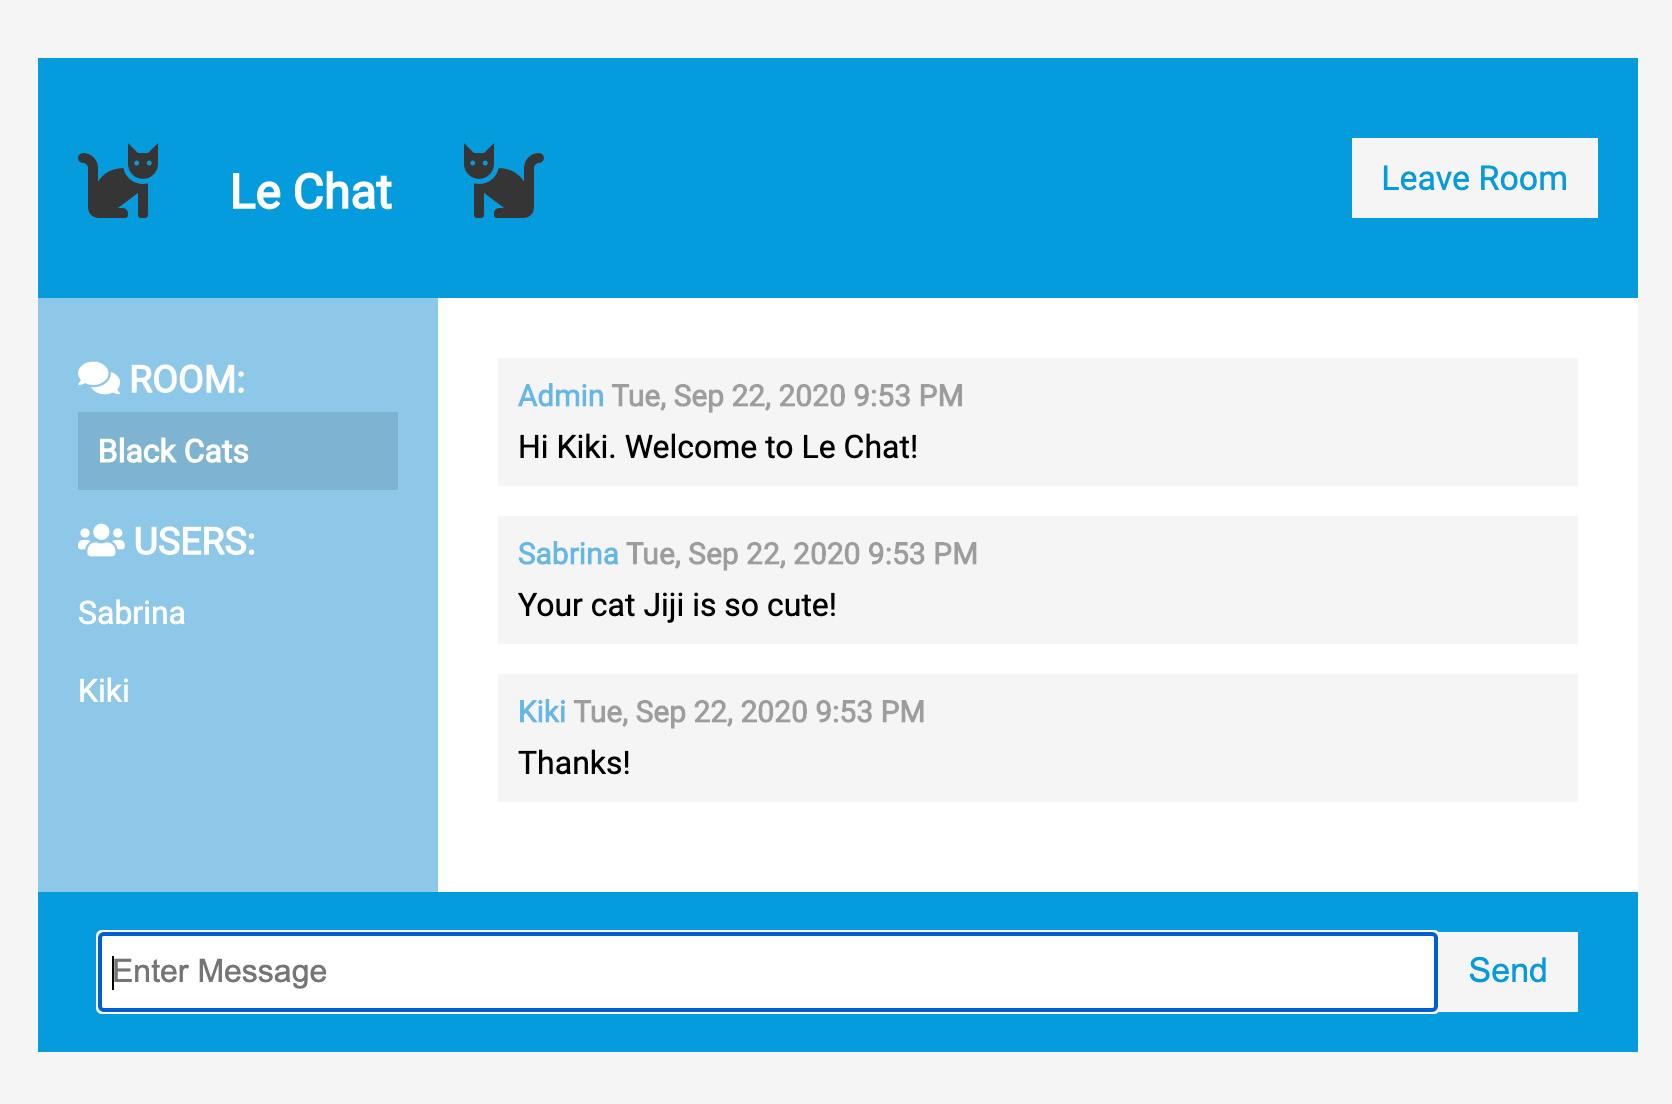 Le Chat
Leave Room
ROOM:
Black Cats
USERS:
Sabrina
Kiki
Admin Tue, Sep 22, 2020 9:53 PM
Hi Kiki. Welcome to Le Chat!
Sabrina Tue, Sep 22, 2020 9:53 PM
Your cat Jiji is so cute!
Kiki Tue, Sep 22, 2020 9:53 PM
Thanks!
Enter Message
Send